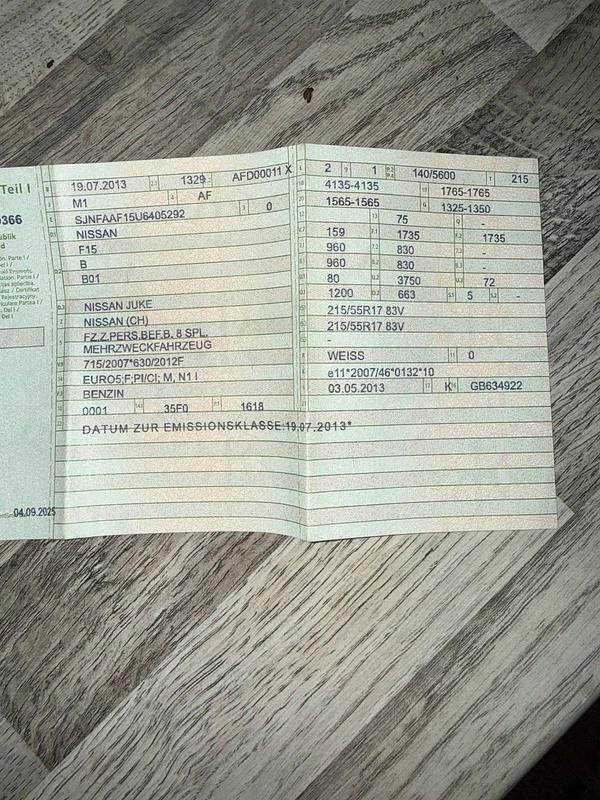 Teil I
0366
04.09.2025
19.07.2013 1329 AFD00011 X
M1 AF
SJNFAAF15U6405292 0
NISSAN
F15
B
B01
NISSAN JUKE
NISSAN (CH)
FZ.Z.PERS.BEF.B. 8 SPL.
MEHRZWECKFAHRZEUG
715/2007*630/2012F
EURO5;F;PI/CI; M, N1 I
BENZIN
0001 35F0 1618
DATUM ZUR EMISSIONSKLASSE:19.07.2013*
2 1 140/5600 215
4135-4135 1765-1765
1565-1565 1325-1350
75 -
159 1735 1735
960 830 -
960 830 -
80 3750 72
1200 663 5 -
215/55R17 83V
215/55R17 83V
-
WEISS 0
e11*2007/46*0132*10
03.05.2013 K GB634922